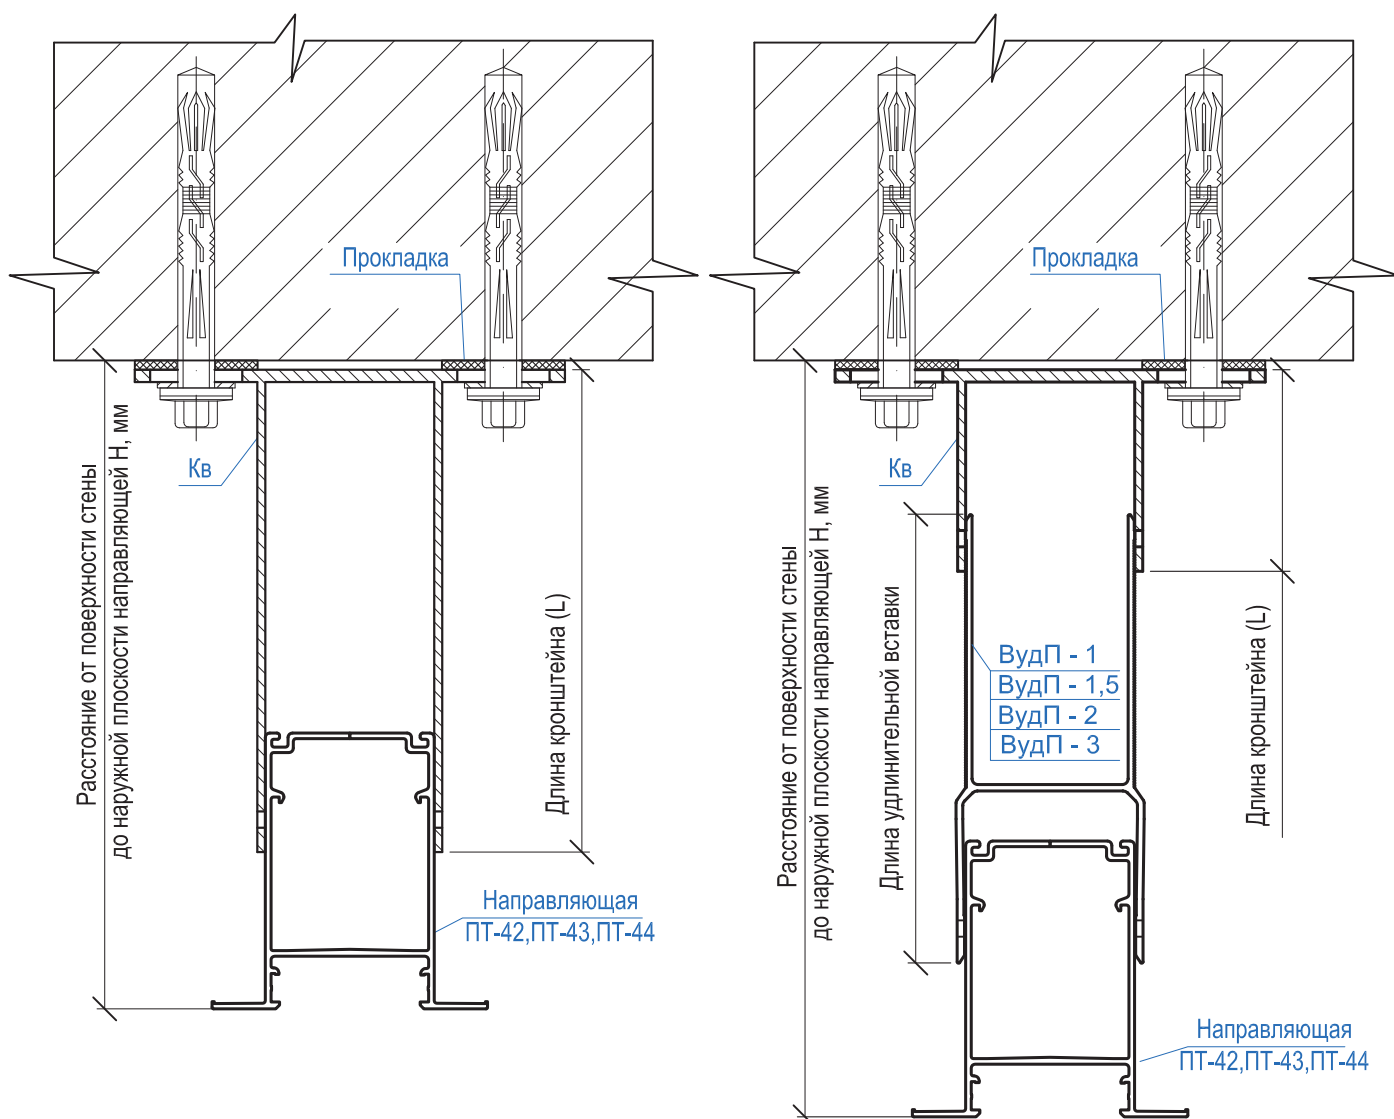 Прокладка
Кв
Расстояние от поверхности стены
до наружной плоскости направляющей Н, мм
Длина кронштейна (L)
Направляющая
ПТ-42,ПТ-43,ПТ-44
Прокладка
Кв
Расстояние от поверхности стены
до наружной плоскости направляющей Н, мм
Длина удлинительной вставки
ВудП - 1
ВудП - 1,5
ВудП - 2
ВудП - 3
Длина кронштейна (L)
Направляющая
ПТ-42,ПТ-43,ПТ-44